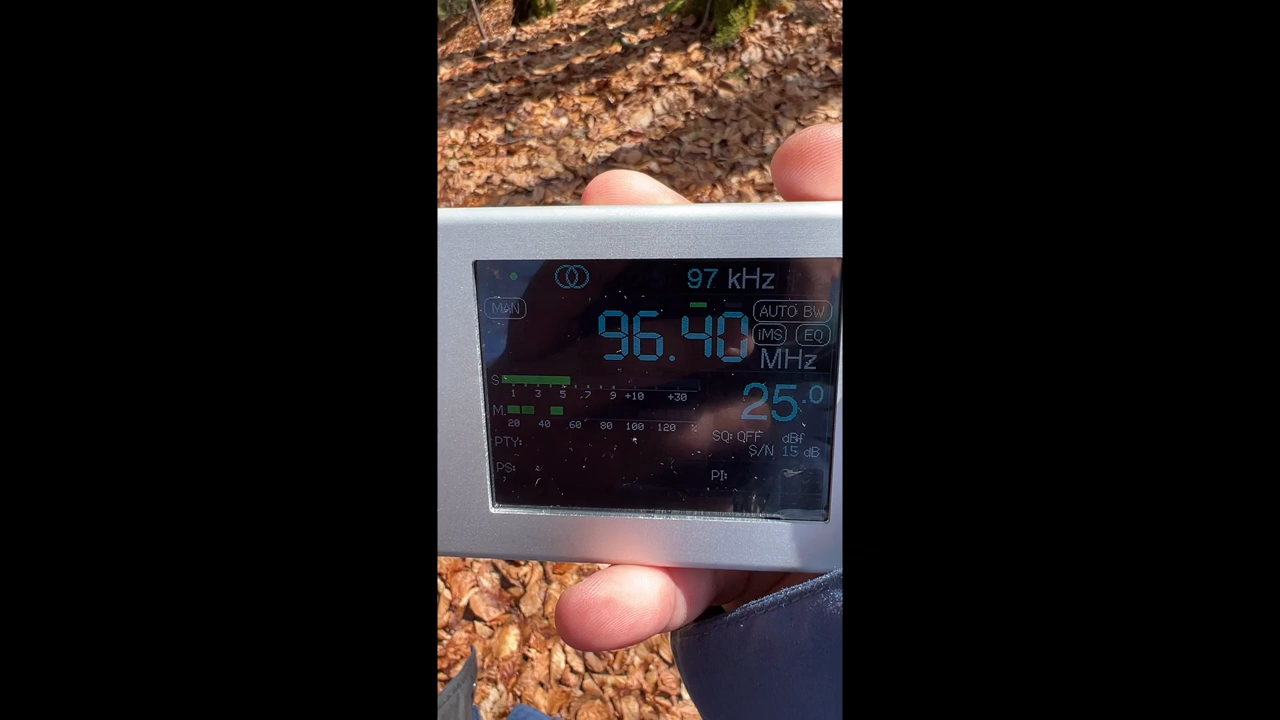 97 kHz
MAN
96.40
AUTO BW
iMS EQ
MHz
S
1 3 5 7 9 +10 +30
25.0
M
20 40 60 80 100 120 %
SQ: OFF dBf
PTY:
S/N 15 dB
PS:
PI: